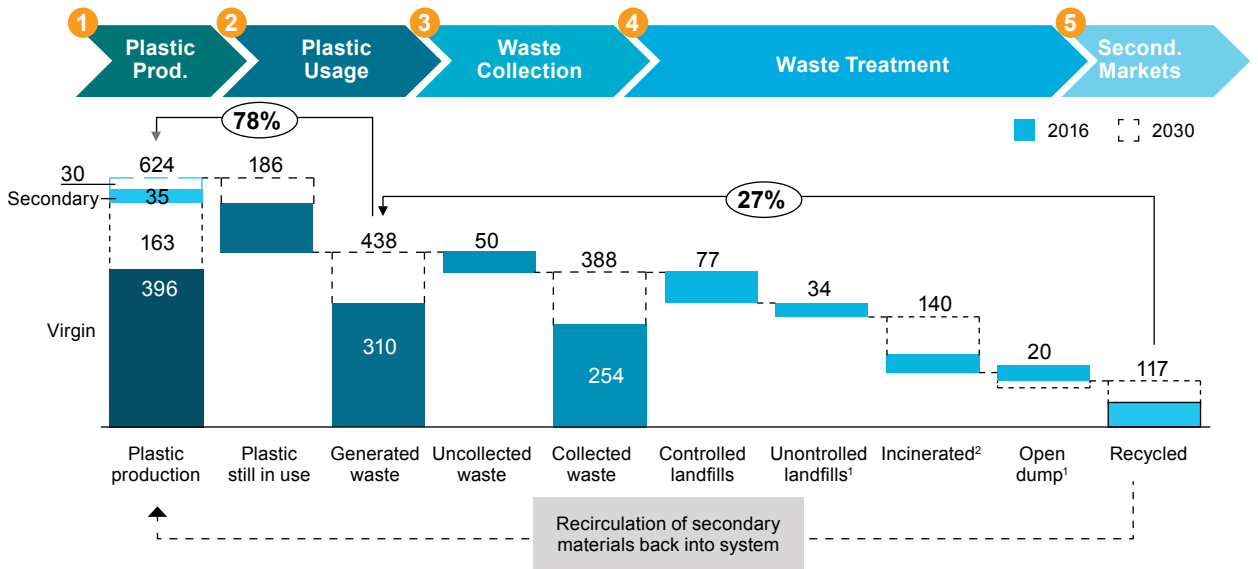 1
Plastic
Prod.
2
Plastic
Usage
3
Waste
Collection
4
Waste Treatment
5
Second.
Markets
78%
2016
2030
30
624
186
Secondary
35
27%
163
438
50
388
77
396
34
140
Virgin
310
254
20
117
Plastic
production
Plastic
still in use
Generated
waste
Uncollected
waste
Collected
waste
Controlled
landfills
Uncontrolled
landfills¹
Incinerated²
Open
dump¹
Recycled
Recirculation of secondary
materials back into system